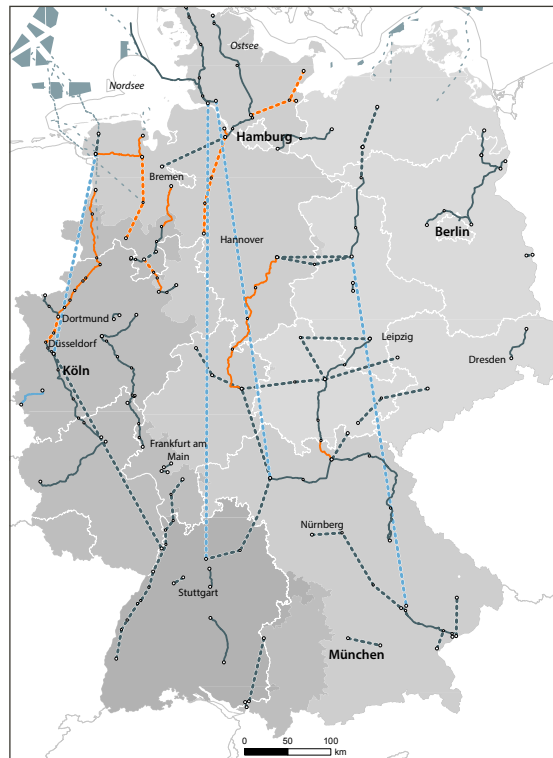 Ostsee
Nordsee
Hamburg
Bremen
Berlin
Hannover
Dortmund
Düsseldorf
Leipzig
Dresden
Köln
Frankfurt am
Main
Nürnberg
Stuttgart
München
0 50 100
km